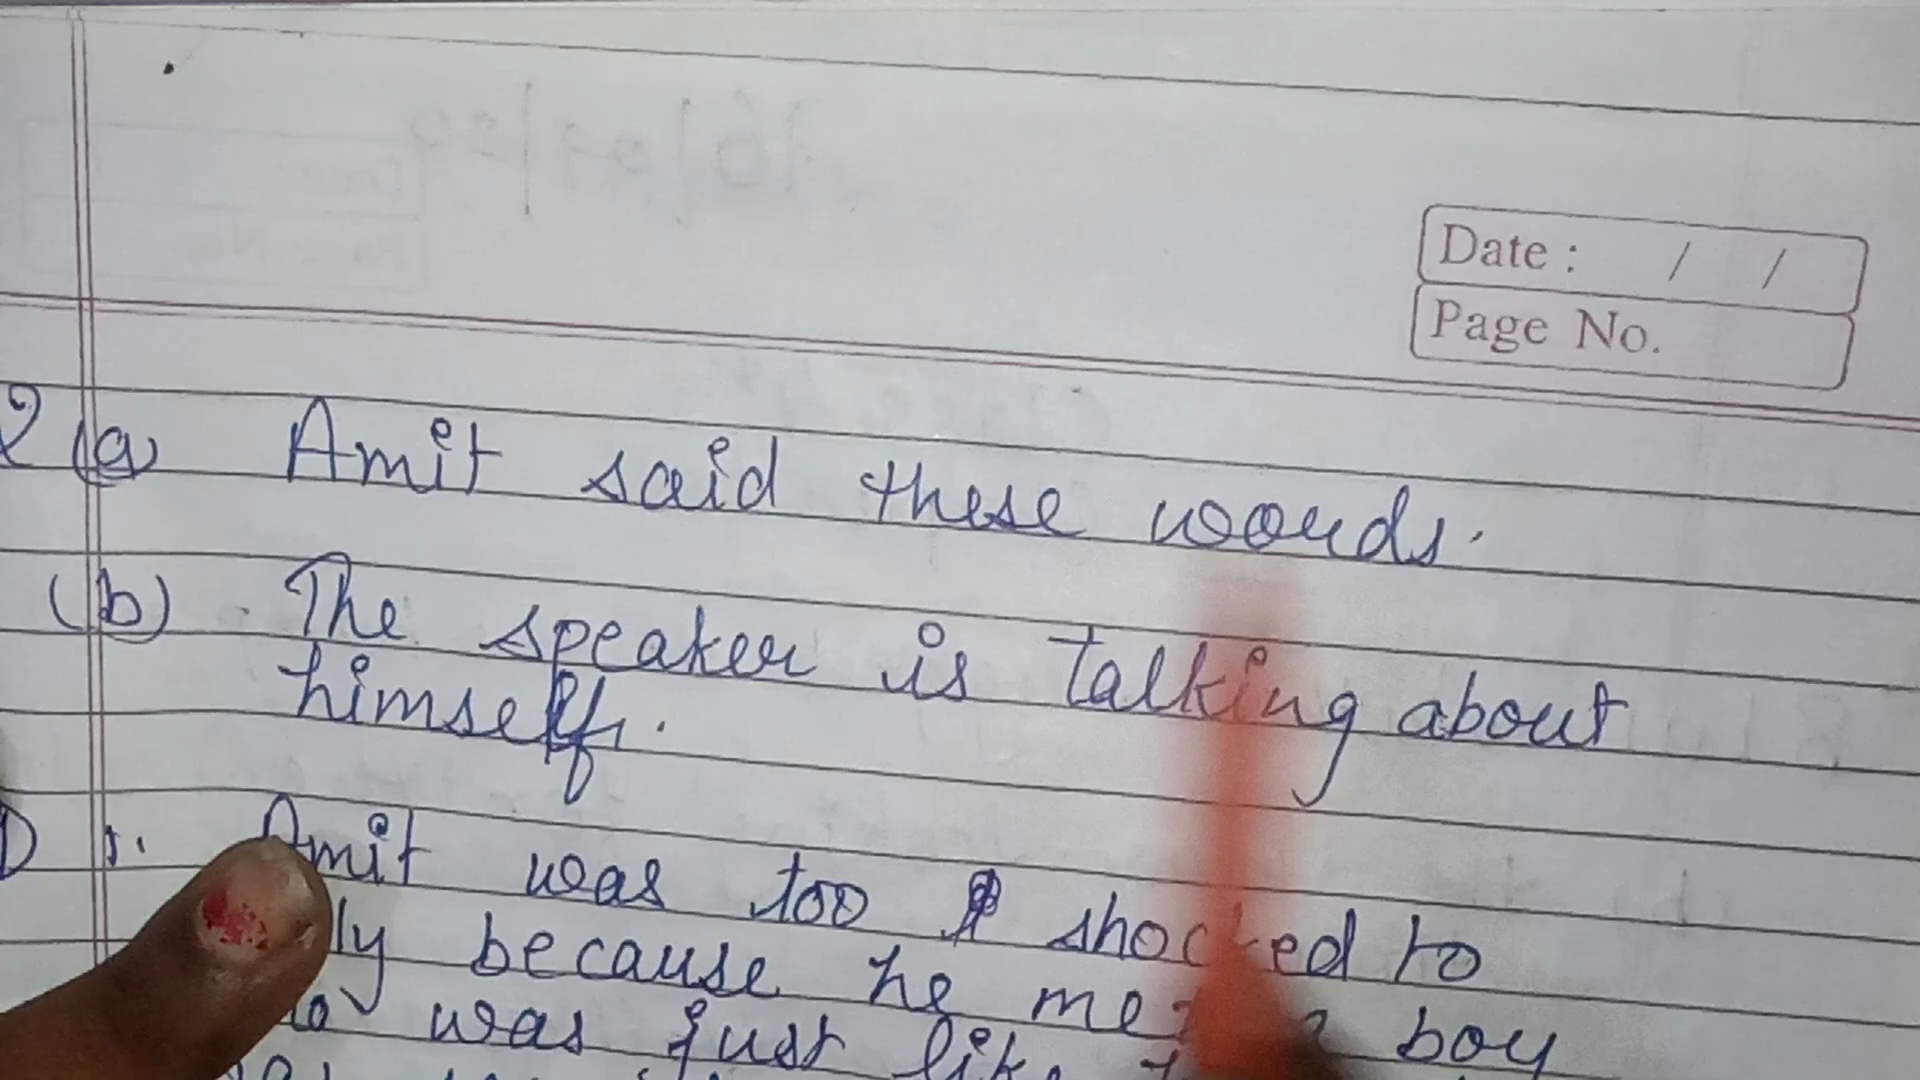 Date : / /
Page No.
2 (a) Amit said these words.
(b) The speaker is talking about
himself.
D 1. Amit was too shocked to
because he boy
was just